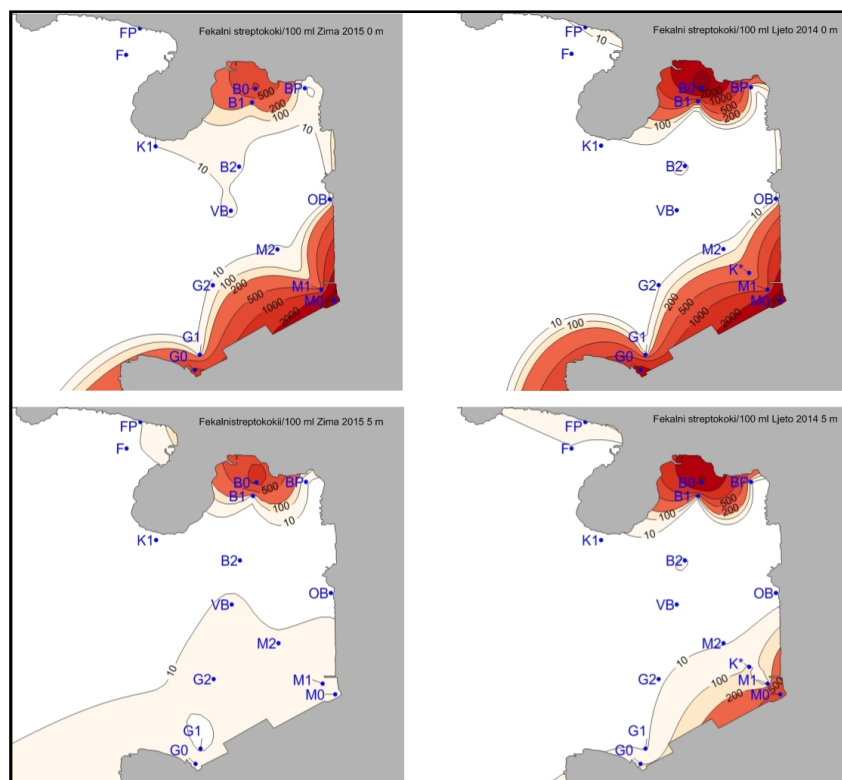 Fekalni streptokoki/100 ml Zima 2015 0 m
FP
F
B0
BP
B1
500
200
100
10
K1
10
B2
10
VB
OB
M2
10
G2
100
200
500
M1
M0
1000
2000
G1
G0
Fekalni streptokoki/100 ml Ljeto 2014 0 m
FP
10
F
B0
BP
2000
B1
1000
500
200
100
10
K1
B2
VB
OB
10
M2
K*
G2
M1
200
M0
500
1000
10
100
G1
G0
Fekalnistreptokokii/100 ml Zima 2015 5 m
FP
F
B0
BP
B1
500
100
10
K1
B2
OB
VB
M2
10
G2
M1
M0
G1
G0
Fekalni streptokoki/100 ml Ljeto 2014 5 m
FP
F
B0
BP
B1
500
200
100
10
K1
B2
OB
VB
M2
10
K*
G2
100
M1
500
M0
200
G1
G0